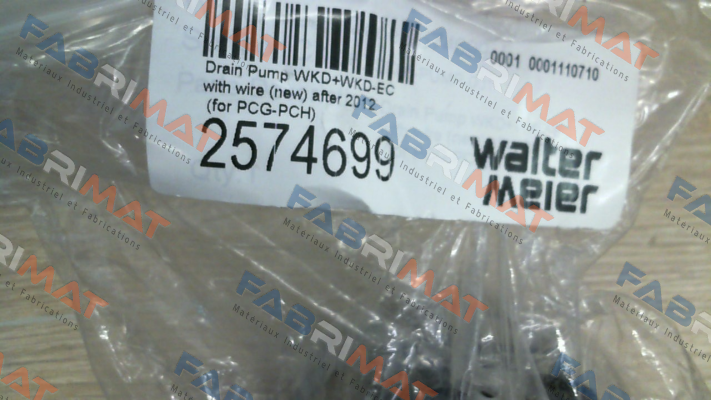 0001 0001110710
Drain Pump WKD+WKD-EC
with wire (new) after 2012
(for PCG-PCH)
2574699
walter
meier
FABRIMAT
Materiaux Industriel et Fabrications